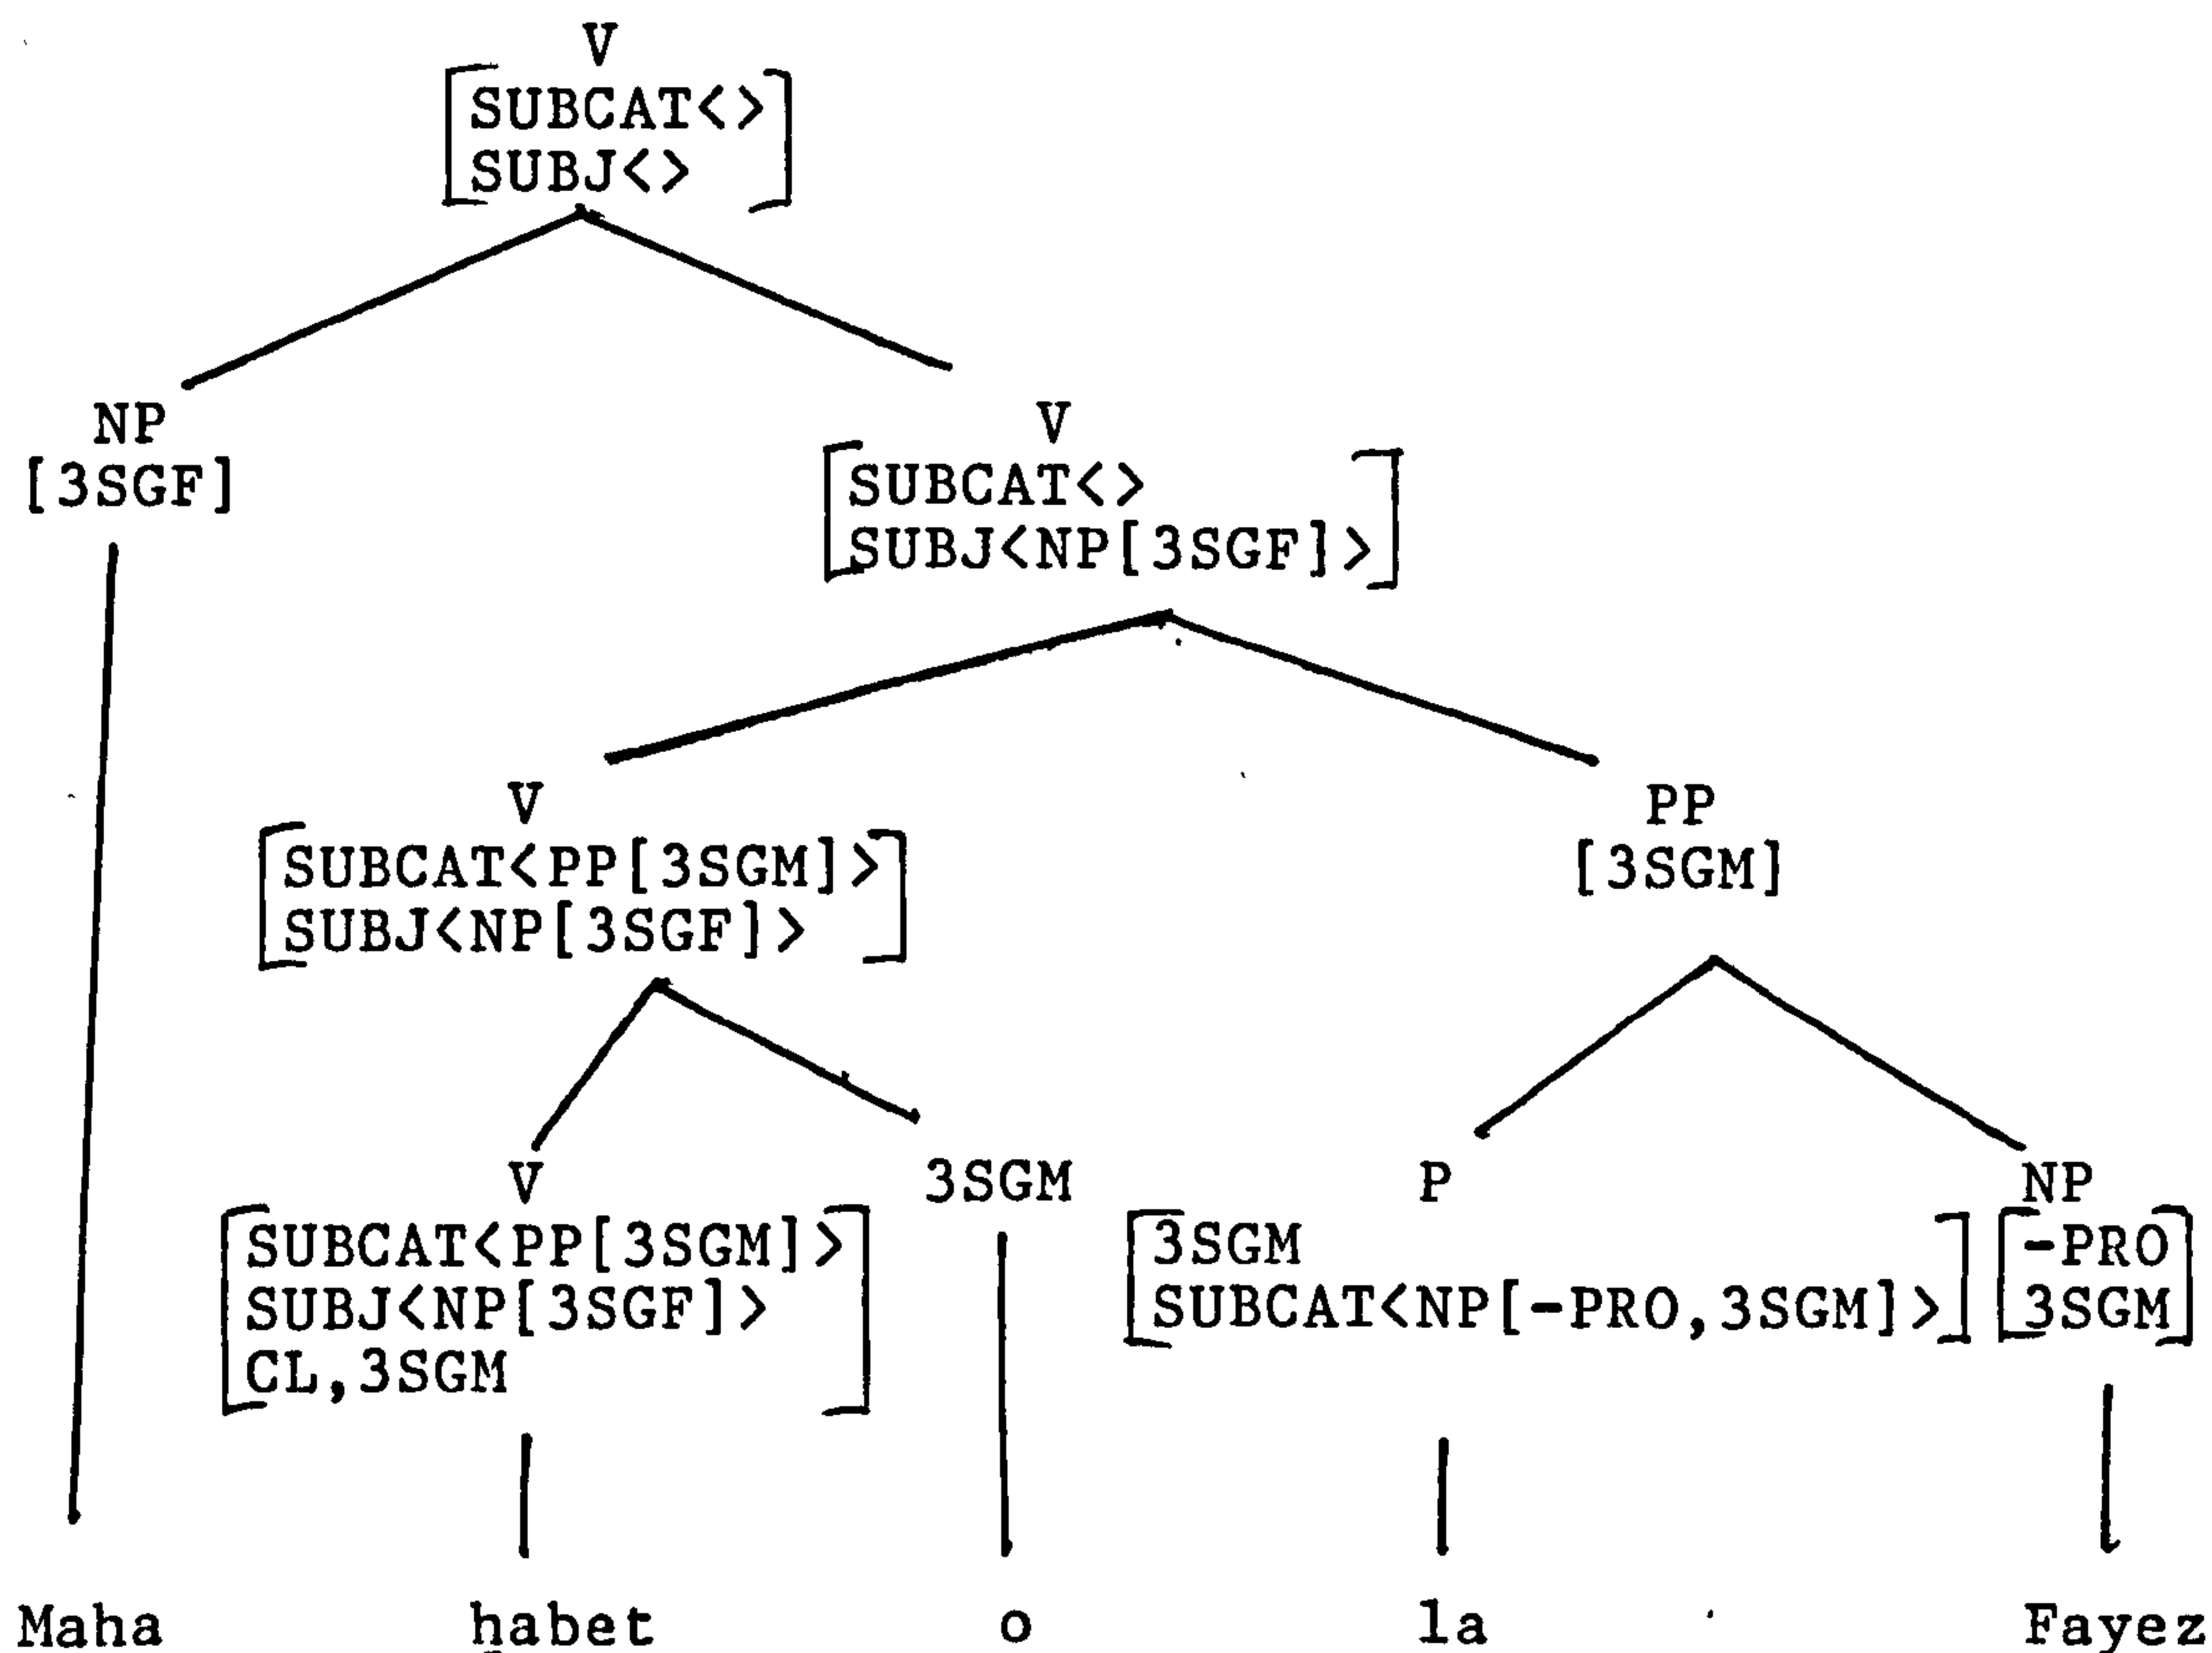 V
SUBCAT<>
SUBJ<>
NP
[3SGF]
V
SUBCAT<>
SUBJ<NP[3SGF]>
V
SUBCAT<PP[3SGM]>
SUBJ<NP[3SGF]>
PP
[3SGM]
V
SUBCAT<PP[3SGM]>
SUBJ<NP[3SGF]>
CL,3SGM
3SGM
P
3SGM
SUBCAT<NP[-PRO,3SGM]>
NP
-PRO
3SGM
Maha ḥabet o la Fayez